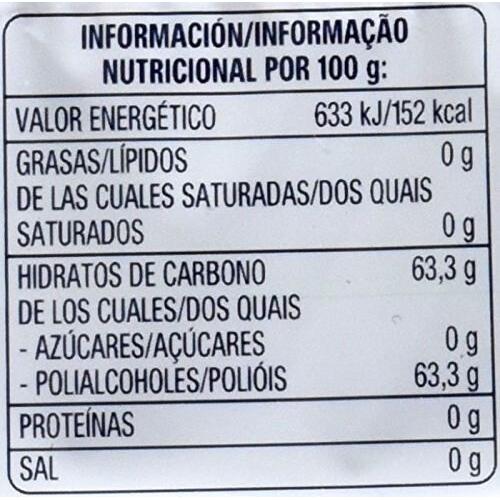 INFORMACIÓN/INFORMAÇÃO
NUTRICIONAL POR 100 g:
VALOR ENERGÉTICO 633 kJ/152 kcal
GRASAS/LÍPIDOS 0 g
DE LAS CUALES SATURADAS/DOS QUAIS
SATURADOS 0 g
HIDRATOS DE CARBONO 63,3 g
DE LOS CUALES/DOS QUAIS
- AZÚCARES/AÇÚCARES 0 g
- POLIALCOHOLES/POLIÓIS 63,3 g
PROTEÍNAS 0 g
SAL 0 g